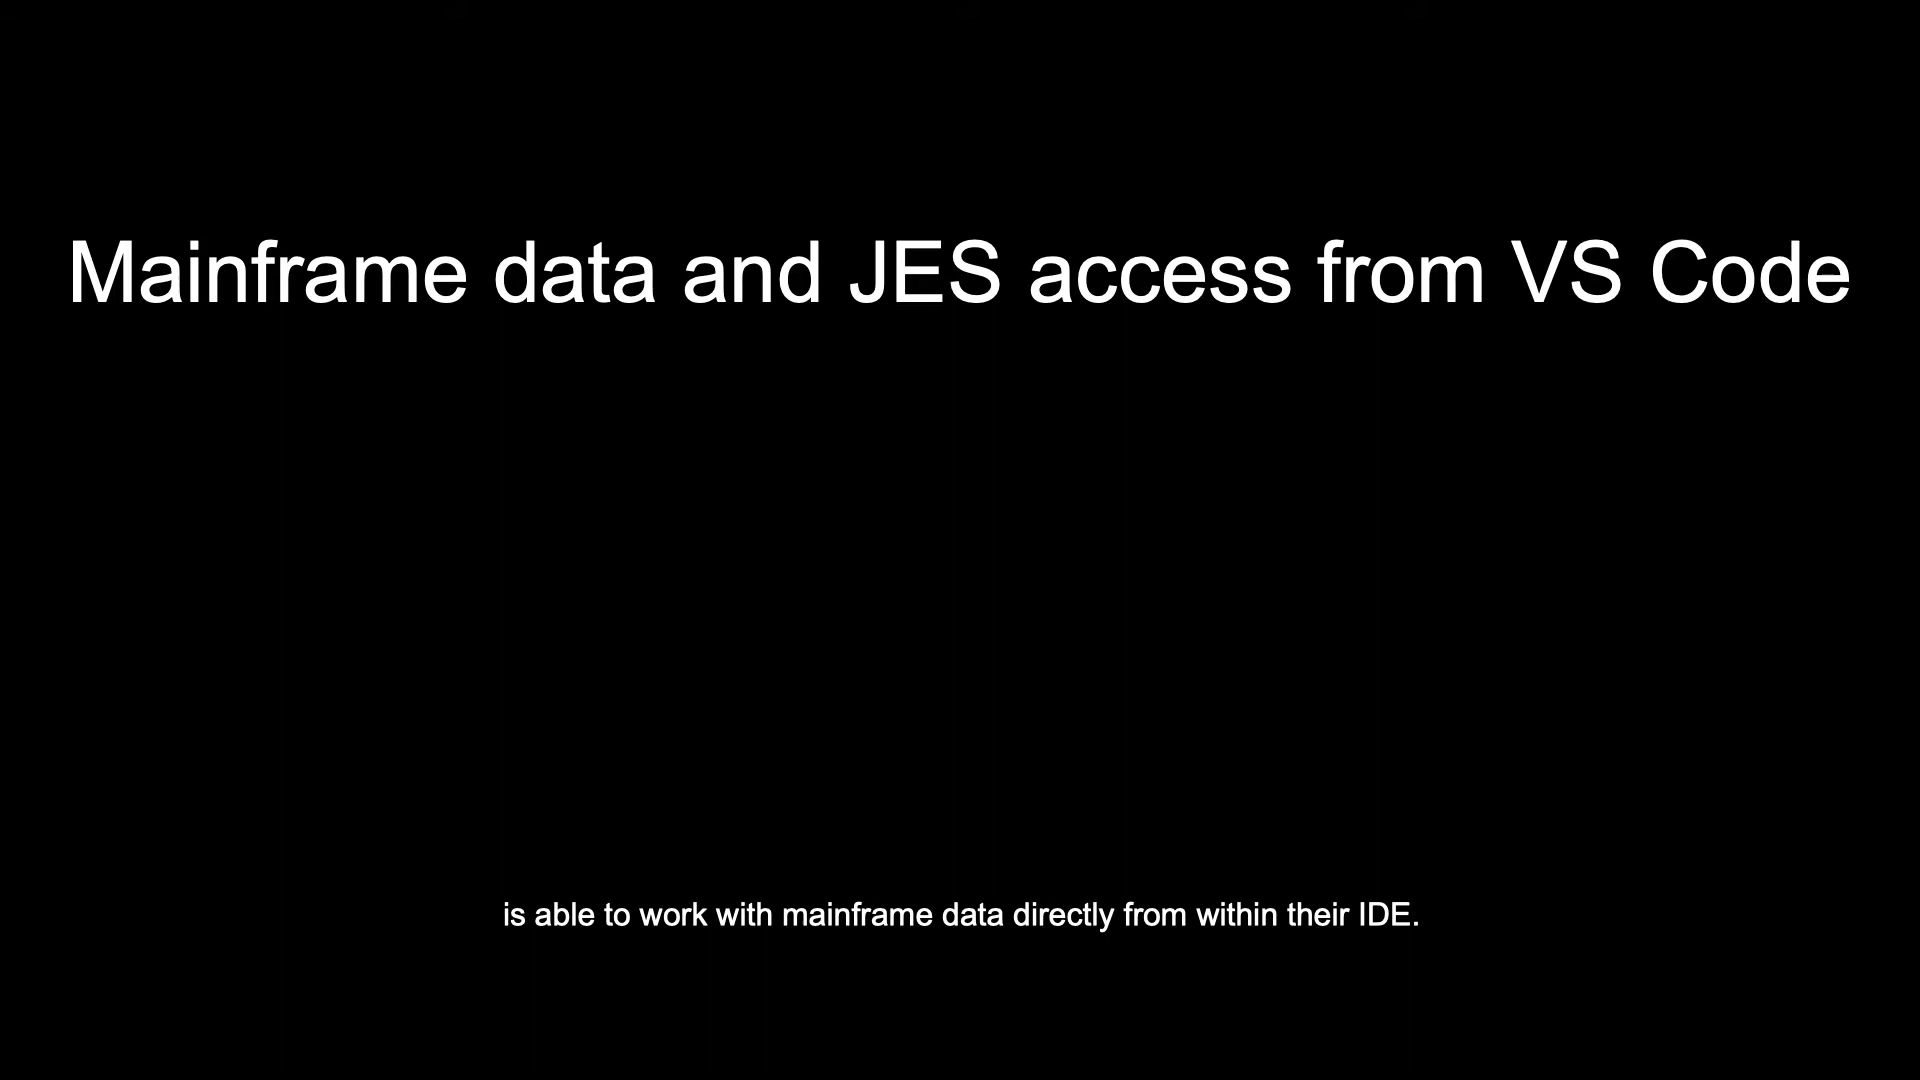 Mainframe data and JES access from VS Code
is able to work with mainframe data directly from within their IDE.